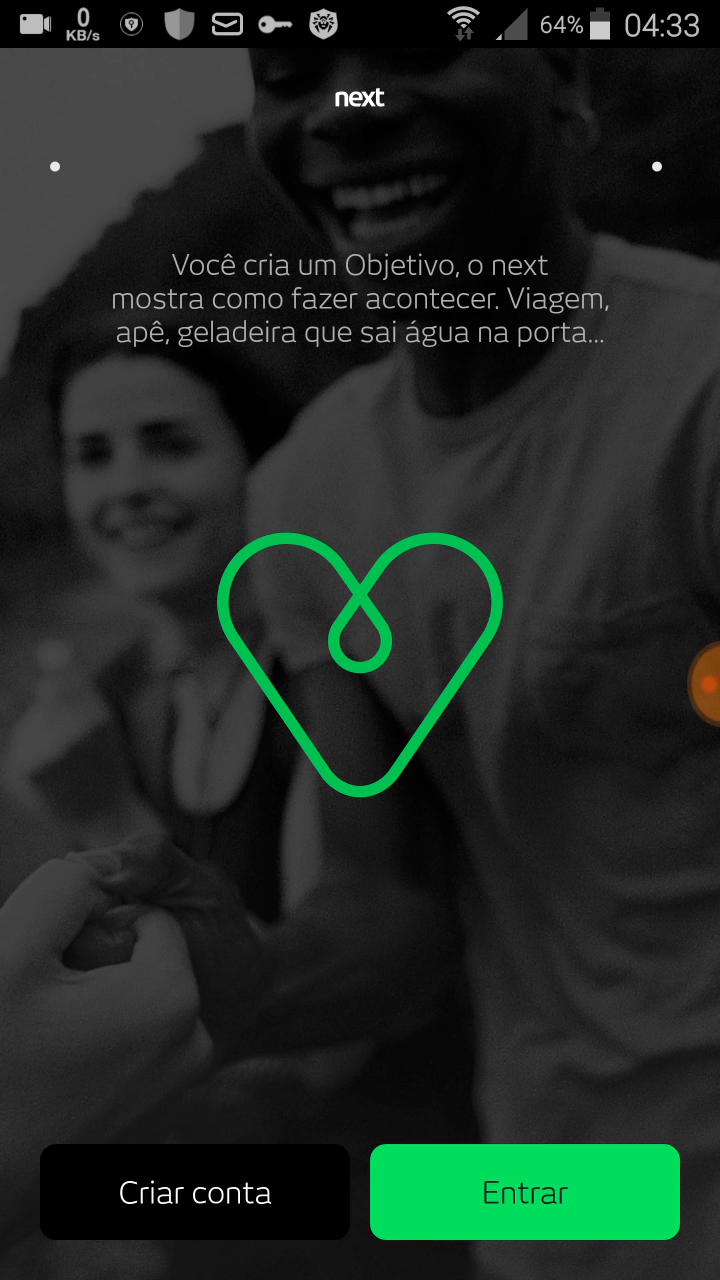 0
KB/s
64%
04:33
next
Você cria um Objetivo, o next
mostra como fazer acontecer. Viagem,
apê, geladeira que sai água na porta...
Criar conta
Entrar